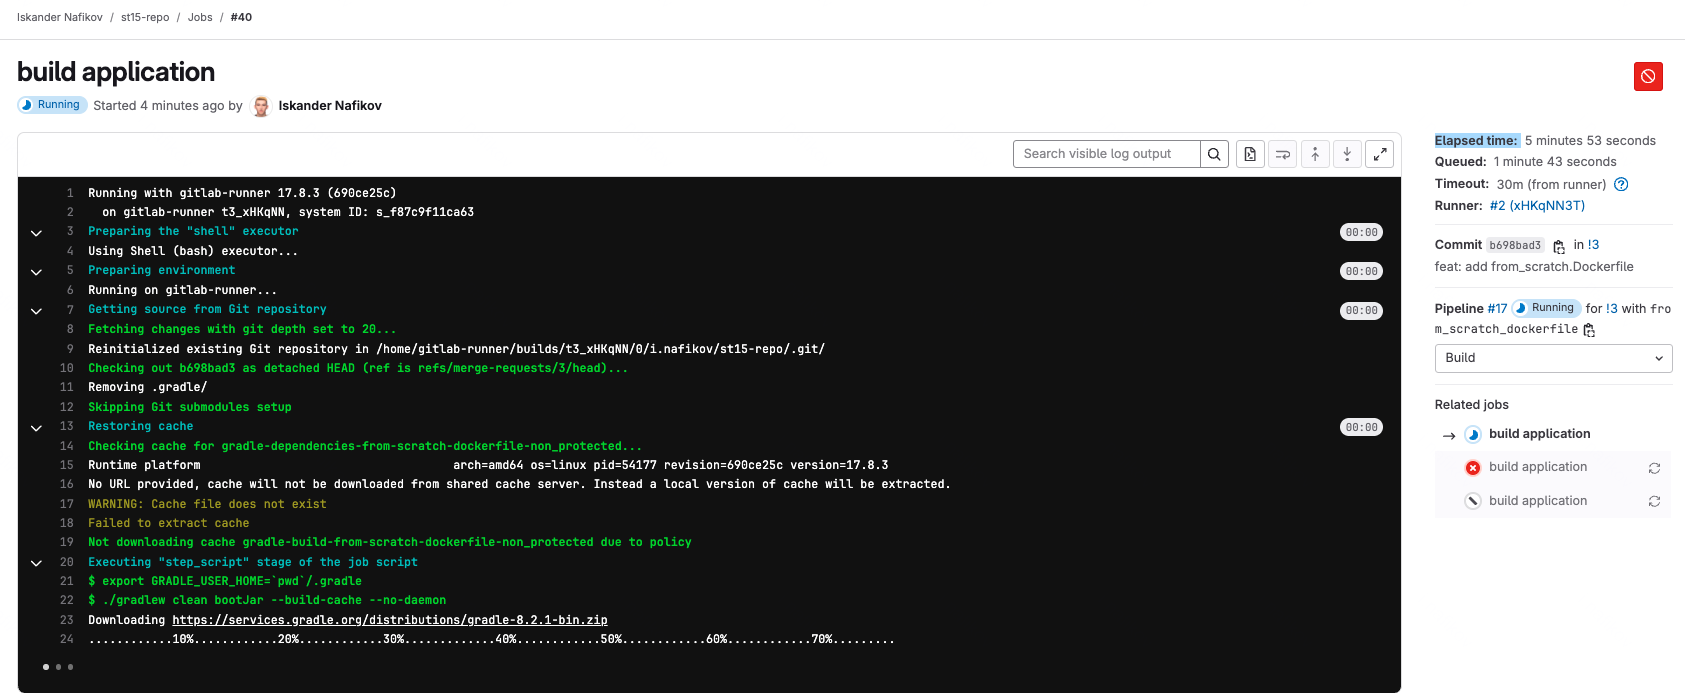 Iskander Nafikov / st15-repo / Jobs / #40
build application
Running Started 4 minutes ago by Iskander Nafikov
Search visible log output
1 Running with gitlab-runner 17.8.3 (690ce25c)
2 on gitlab-runner t3_xHKqNN, system ID: s_f87c9f11ca63
3 Preparing the "shell" executor 00:00
4 Using Shell (bash) executor...
5 Preparing environment 00:00
6 Running on gitlab-runner...
7 Getting source from Git repository 00:00
8 Fetching changes with git depth set to 20...
9 Reinitialized existing Git repository in /home/gitlab-runner/builds/t3_xHKqNN/0/i.nafikov/st15-repo/.git/
10 Checking out b698bad3 as detached HEAD (ref is refs/merge-requests/3/head)...
11 Removing .gradle/
12 Skipping Git submodules setup
13 Restoring cache 00:00
14 Checking cache for gradle-dependencies-from-scratch-dockerfile-non_protected...
15 Runtime platform arch=amd64 os=linux pid=54177 revision=690ce25c version=17.8.3
16 No URL provided, cache will not be downloaded from shared cache server. Instead a local version of cache will be extracted.
17 WARNING: Cache file does not exist
18 Failed to extract cache
19 Not downloading cache gradle-build-from-scratch-dockerfile-non_protected due to policy
20 Executing "step_script" stage of the job script
21 $ export GRADLE_USER_HOME=`pwd`/.gradle
22 $ ./gradlew clean bootJar --build-cache --no-daemon
23 Downloading https://services.gradle.org/distributions/gradle-8.2.1-bin.zip
24 ............10%............20%............30%.............40%............50%............60%............70%.........
Elapsed time: 5 minutes 53 seconds
Queued: 1 minute 43 seconds
Timeout: 30m (from runner)
Runner: #2 (xHKqNN3T)
Commit b698bad3 in !3
feat: add from_scratch.Dockerfile
Pipeline #17 Running for !3 with fro
m_scratch_dockerfile
Build
Related jobs
build application
build application
build application